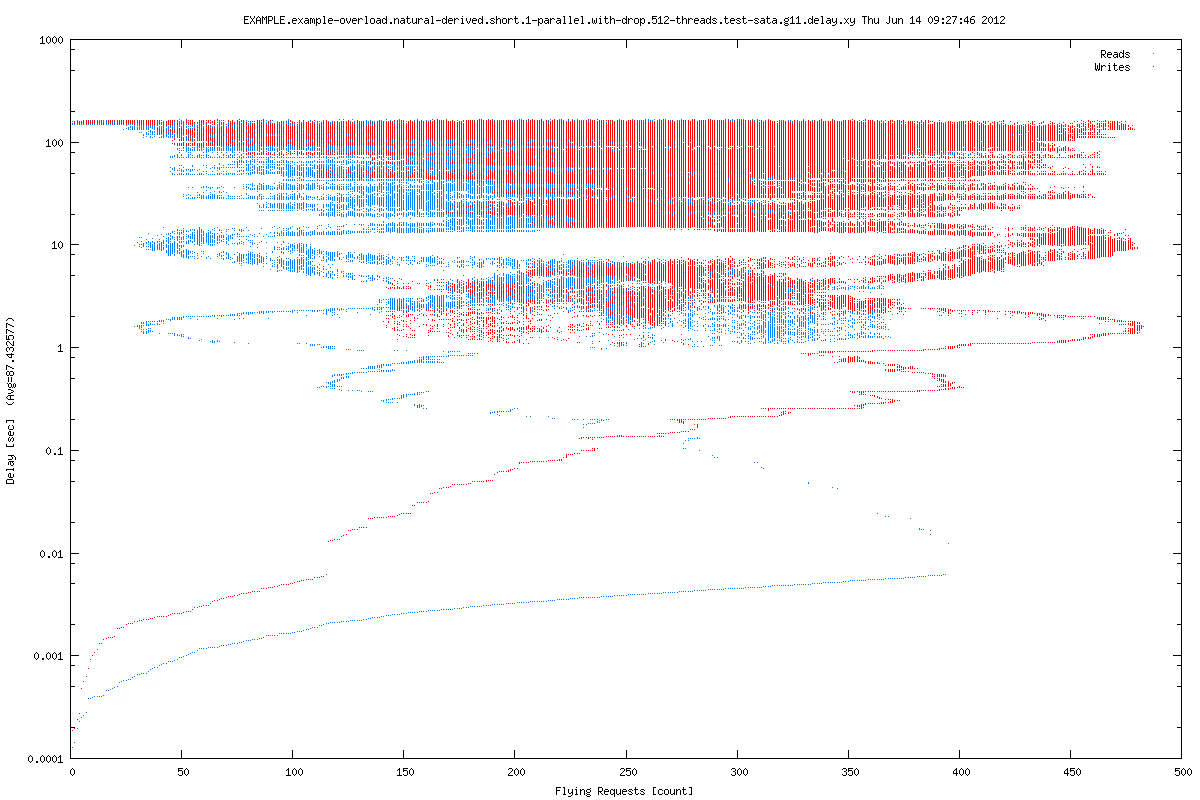 EXAMPLE.example-overload.natural-derived.short.1-parallel.with-drop.512-threads.test-sata.g11.delay.xy Thu Jun 14 09:27:46 2012
Reads
Writes
1000
100
10
1
0.1
0.01
0.001
0.0001
Delay [sec] (Avg=87.432577)
0 50 100 150 200 250 300 350 400 450 500
Flying Requests [count]